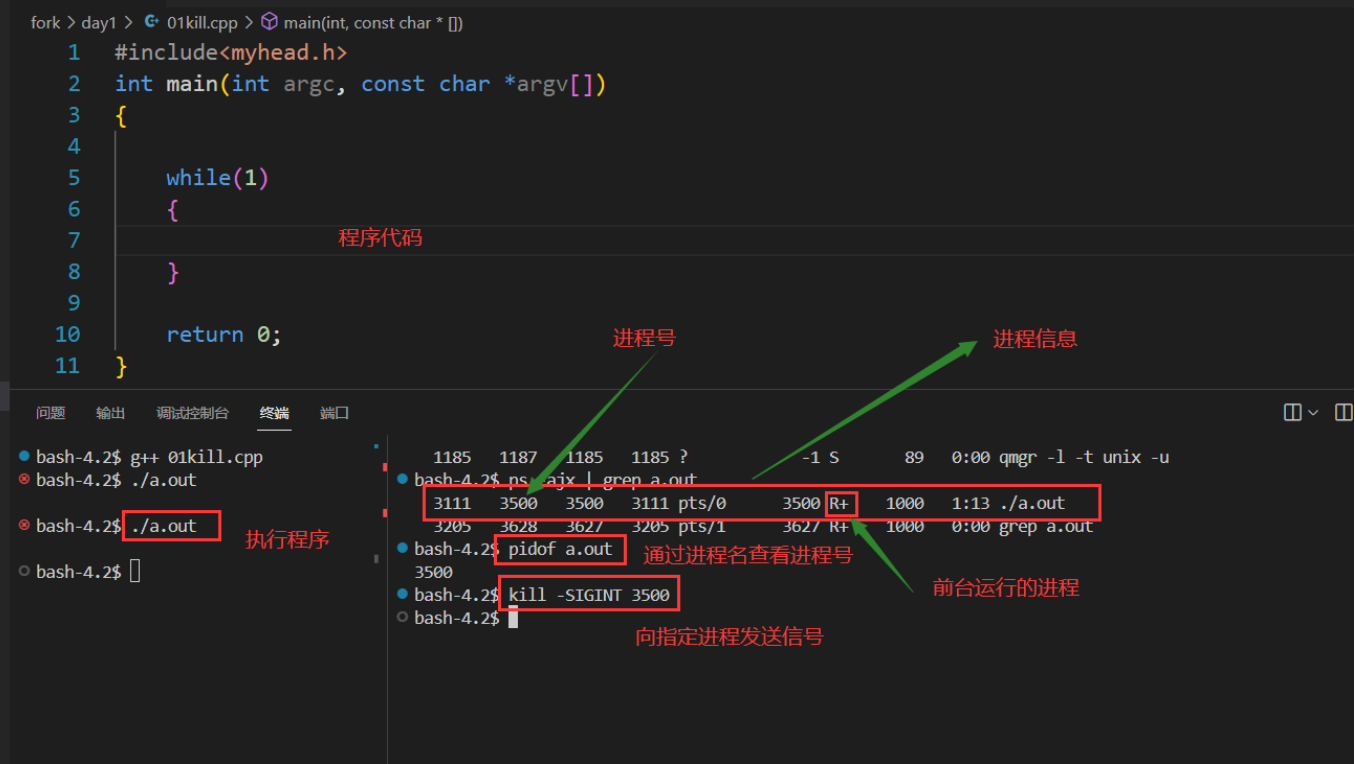 fork > day1 > 01kill.cpp > main(int, const char * [])
1 #include<myhead.h>
2 int main(int argc, const char *argv[])
3 {
4
5 while(1)
6 {
7 程序代码
8 }
9
10 return 0;
进程号 进程信息
11 }
问题 输出 调试控制台 终端 端口
bash-4.2$ g++ 01kill.cpp
bash-4.2$ ./a.out
bash-4.2$ ./a.out
执行程序
bash-4.2$
1185 1187 1185 1185 ? -1 S 89 0:00 qmgr -l -t unix -u
bash-4.2$ ps ajx | grep a.out
3111 3500 3500 3111 pts/0 3500 R+ 1000 1:13 ./a.out
3205 3628 3627 3205 pts/1 3627 R+ 1000 0:00 grep a.out
bash-4.2$ pidof a.out 通过进程名查看进程号
3500
前台运行的进程
bash-4.2$ kill -SIGINT 3500
bash-4.2$
向指定进程发送信号